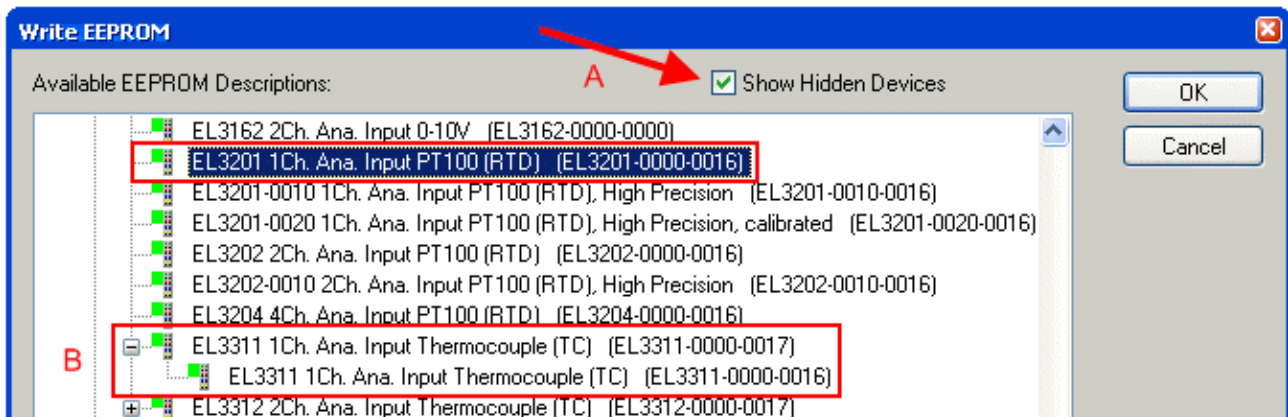 Write EEPROM
Available EEPROM Descriptions: A Show Hidden Devices OK
EL3162 2Ch. Ana. Input 0-10V (EL3162-0000-0000)
EL3201 1Ch. Ana. Input PT100 (RTD) (EL3201-0000-0016) Cancel
EL3201-0010 1Ch. Ana. Input PT100 (RTD), High Precision (EL3201-0010-0016)
EL3201-0020 1Ch. Ana. Input PT100 (RTD), High Precision, calibrated (EL3201-0020-0016)
EL3202 2Ch. Ana. Input PT100 (RTD) (EL3202-0000-0016)
EL3202-0010 2Ch. Ana. Input PT100 (RTD), High Precision (EL3202-0010-0016)
EL3204 4Ch. Ana. Input PT100 (RTD) (EL3204-0000-0016)
B EL3311 1Ch. Ana. Input Thermocouple (TC) (EL3311-0000-0017)
EL3311 1Ch. Ana. Input Thermocouple (TC) (EL3311-0000-0016)
EL3312 2Ch. Ana. Input Thermocouple (TC) (EL3312-0000-0017)